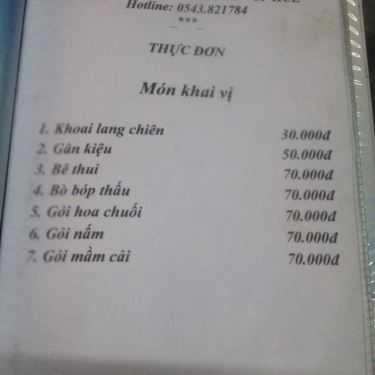 Hotline: 0543.821784
***
THỰC ĐƠN
Món khai vị
1. Khoai lang chiên 30.000đ
2. Gân kiệu 50.000đ
3. Bê thui 70.000đ
4. Bò bóp thấu 70.000đ
5. Gỏi hoa chuối 70.000đ
6. Gỏi nấm 70.000đ
7. Gỏi mầm cải 70.000đ